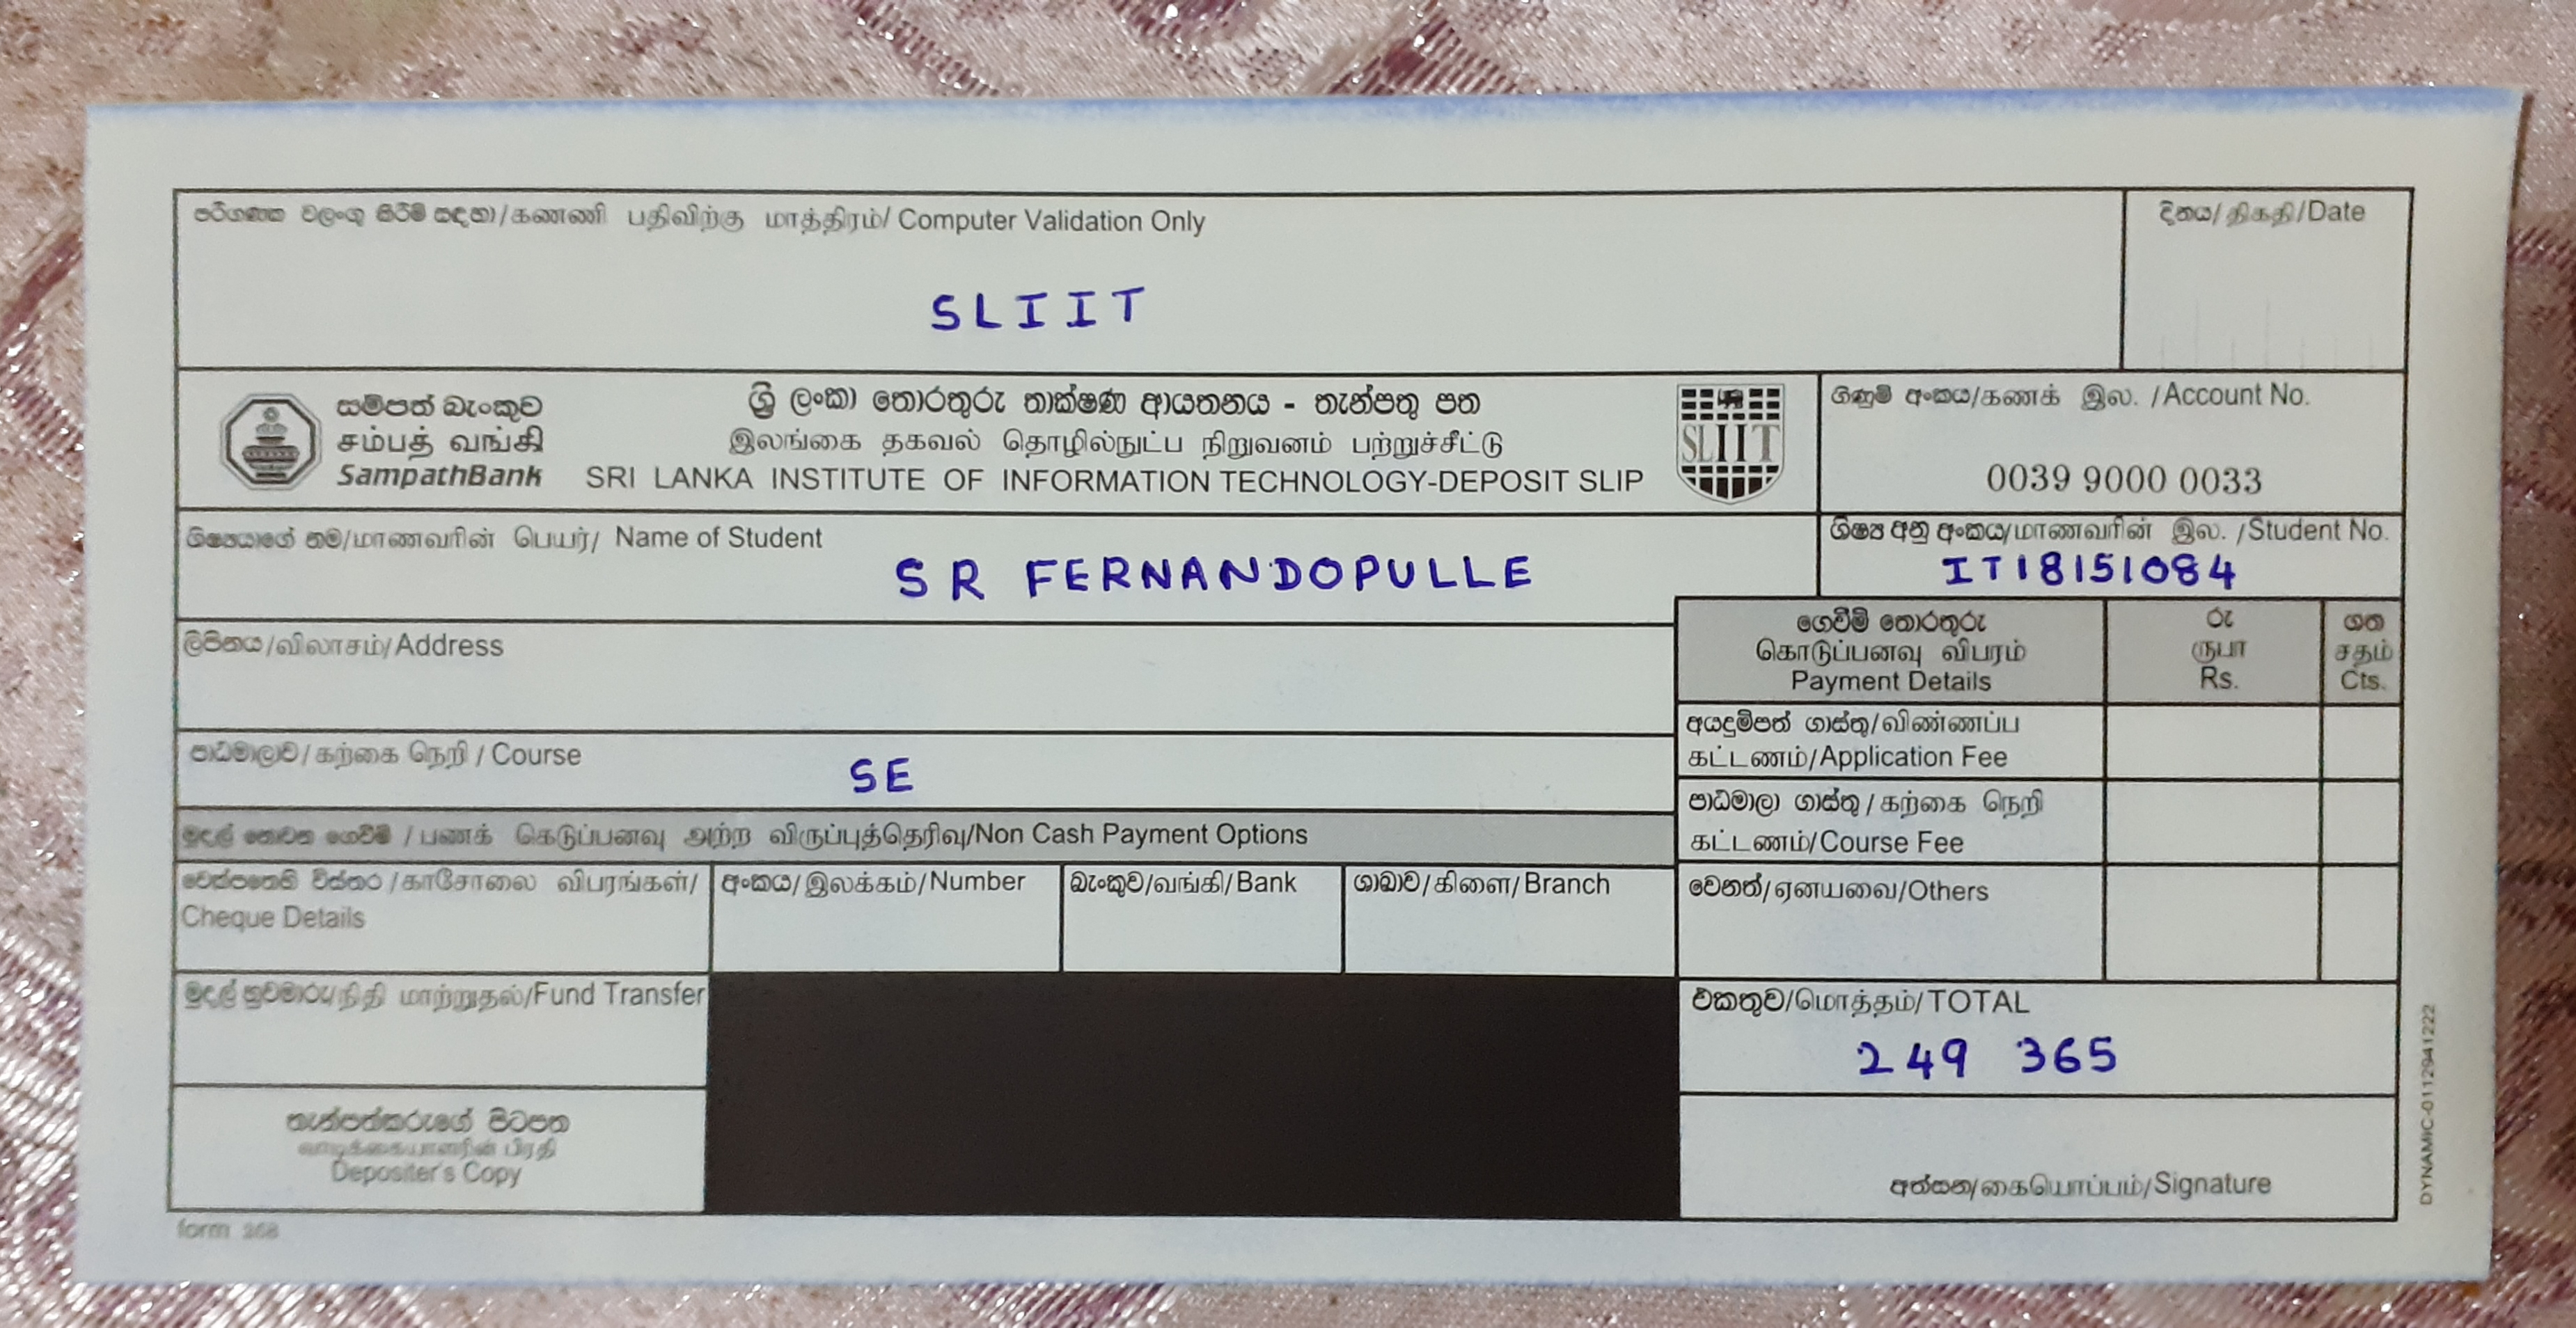 පරිගණක වලංගු කිරීම් සඳහා/கணணி பதிவிற்கு மாத்திரம்/ Computer Validation Only
දිනය/திகதி/Date
SLIIT
සම්පත් බැංකුව
சம்பத் வங்கி
SampathBank
ශ්‍රී ලංකා තොරතුරු තාක්ෂණ ආයතනය - තැන්පතු පත
இலங்கை தகவல் தொழில்நுட்ப நிறுவனம் பற்றுச்சீட்டு
SRI LANKA INSTITUTE OF INFORMATION TECHNOLOGY-DEPOSIT SLIP
SLIIT
ගිණුම් අංකය/கணக் இல. /Account No.
0039 9000 0033
ශිෂ්‍යයාගේ නම/மாணவரின் பெயர்/ Name of Student
SR FERNANDOPULLE
ශිෂ්‍ය අනු අංකය/மாணவரின் இல. /Student No.
IT18151084
ලිපිනය/விலாசம்/Address
ගෙවීම් තොරතුරු
கொடுப்பனவு விபரம்
Payment Details
රු
ரூபா
Rs.
ශත
சதம்
Cts.
පාඨමාලාව/கற்கை நெறி / Course
SE
අයදුම්පත් ගාස්තු/விண்ணப்ப
கட்டணம்/Application Fee
පාඨමාලා ගාස්තු/கற்கை நெறி
கட்டணம்/Course Fee
වෙනත්/ஏனயவை/Others
මුදල් නොවන ගෙවීම් / பணக் கெடுப்பனவு அற்ற விருப்புத்தெரிவு/Non Cash Payment Options
චෙක්පතෙහි විස්තර/காசோலை விபரங்கள்/
Cheque Details
අංකය/இலக்கம்/Number
බැංකුව/வங்கி/Bank
ශාඛාව/கிளை/Branch
මුදල් හුවමාරු/நிதி மாற்றுதல்/Fund Transfer
එකතුව/மொத்தம்/TOTAL
249 365
තැන්පත්කරුගේ පිටපත
வாடிக்கையாளரின் பிரதி
Depositer's Copy
අත්සන/கையொப்பம்/Signature
form 268
DYNAMIC-0112941222